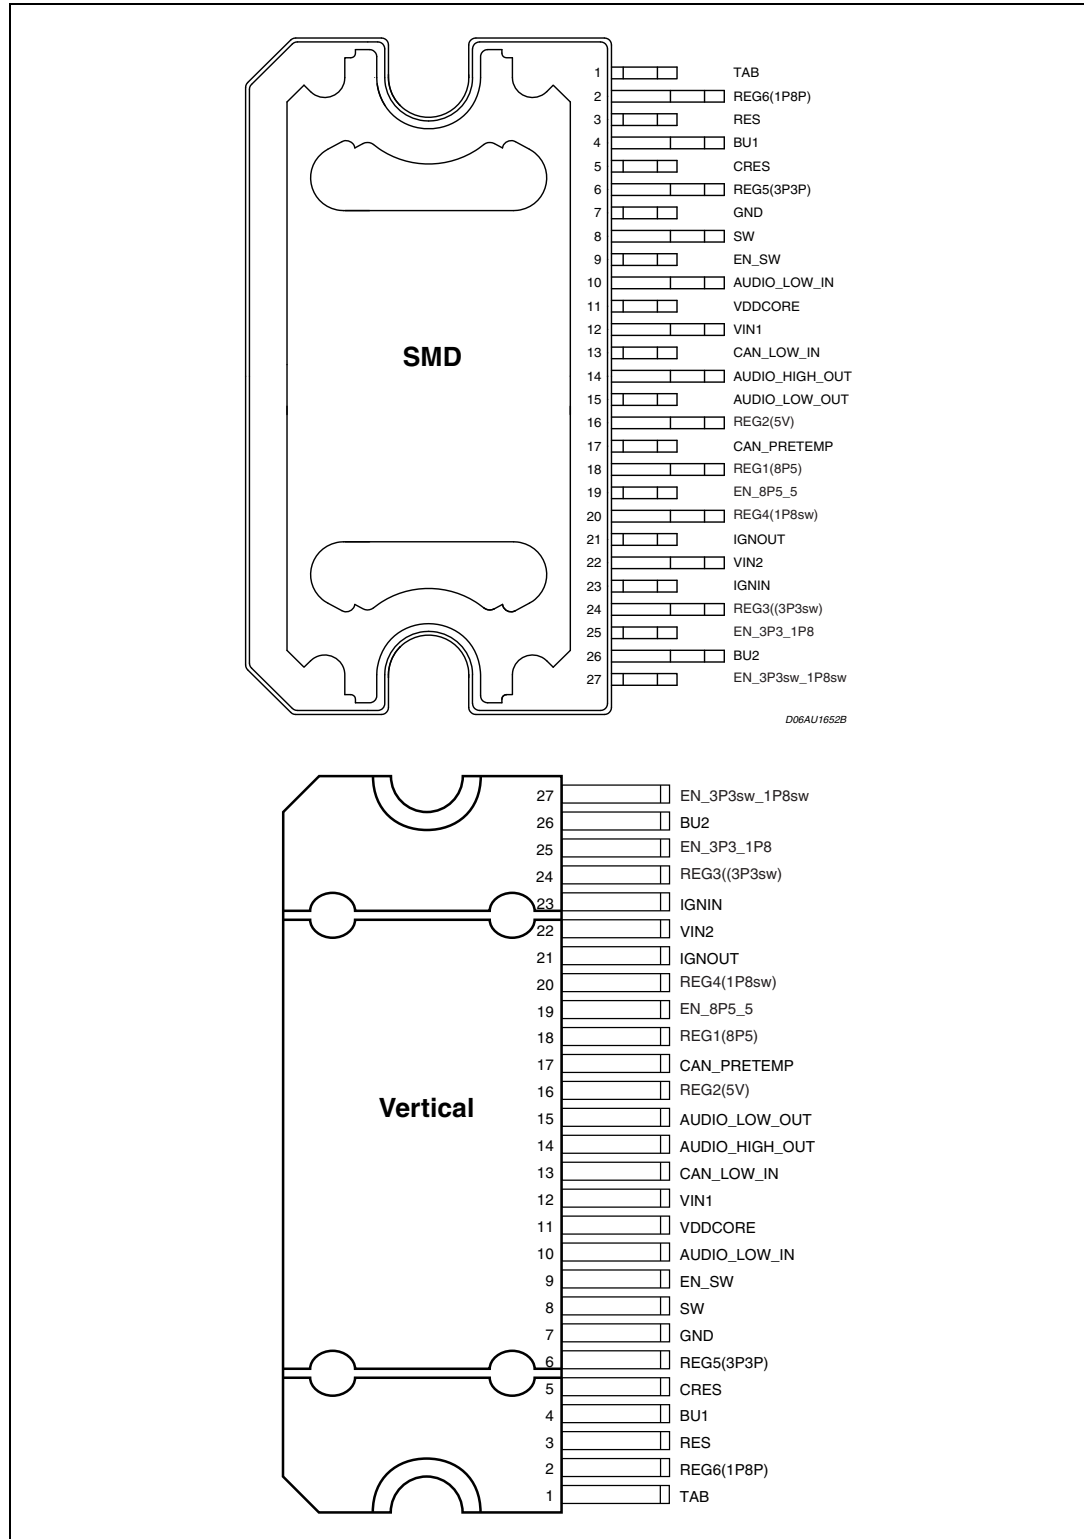 1 TAB
2 REG6(1P8P)
3 RES
4 BU1
5 CRES
6 REG5(3P3P)
7 GND
8 SW
9 EN_SW
10 AUDIO_LOW_IN
11 VDDCORE
12 VIN1
13 CAN_LOW_IN
14 AUDIO_HIGH_OUT
15 AUDIO_LOW_OUT
16 REG2(5V)
17 CAN_PRETEMP
18 REG1(8P5)
19 EN_8P5_5
20 REG4(1P8sw)
21 IGNOUT
22 VIN2
23 IGNIN
24 REG3((3P3sw)
25 EN_3P3_1P8
26 BU2
27 EN_3P3sw_1P8sw
SMD
D06AU1652B
27 EN_3P3sw_1P8sw
26 BU2
25 EN_3P3_1P8
24 REG3((3P3sw)
23 IGNIN
22 VIN2
21 IGNOUT
20 REG4(1P8sw)
19 EN_8P5_5
18 REG1(8P5)
17 CAN_PRETEMP
16 REG2(5V)
15 AUDIO_LOW_OUT
14 AUDIO_HIGH_OUT
13 CAN_LOW_IN
12 VIN1
11 VDDCORE
10 AUDIO_LOW_IN
9 EN_SW
8 SW
7 GND
6 REG5(3P3P)
5 CRES
4 BU1
3 RES
2 REG6(1P8P)
1 TAB
Vertical